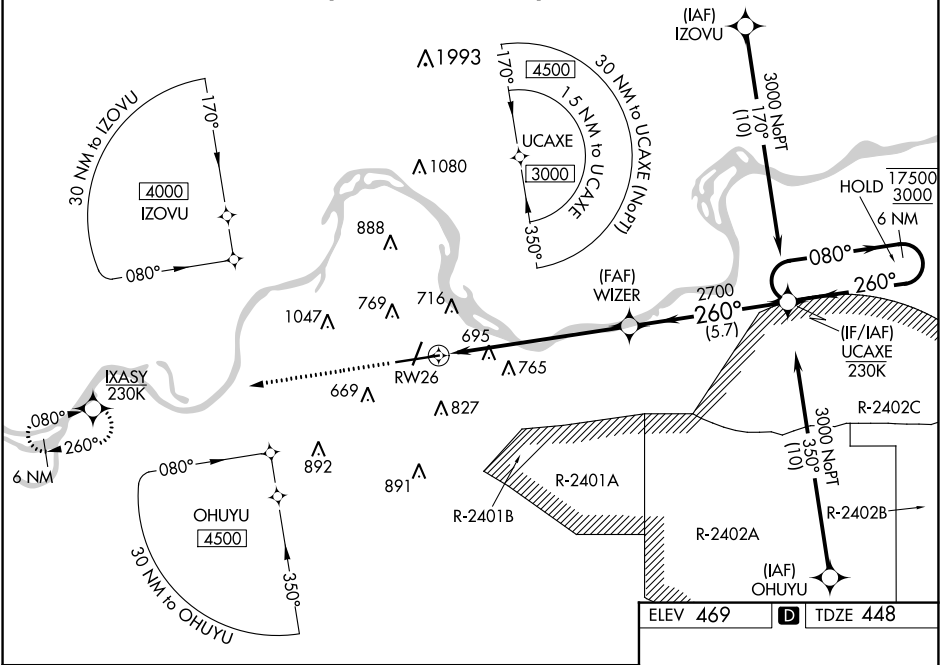 (IAF)
IZOVU
1993
170°
4500
30 NM to UCAXE (NoPT)
15 NM to UCAXE
UCAXE
3000
350°
3000 NoPT
170°
(10)
30 NM to IZOVU
170°
4000
IZOVU
080°
1080
HOLD
17500
3000
6 NM
080°
260°
888
(FAF)
WIZER
2700
260°
(5.7)
1047
769
716
695
765
(IF/IAF)
UCAXE
230K
RW26
IXASY
230K
669
827
R-2402C
080°
260°
6 NM
892
891
080°
OHUYU
4500
350°
30 NM to OHUYU
R-2401A
R-2401B
3000 NoPT
350°
(10)
R-2402B
R-2402A
(IAF)
OHUYU
ELEV 469 D TDZE 448